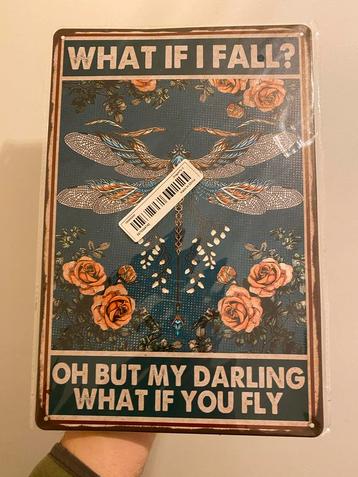 WHAT IF I FALL?
OH BUT MY DARLING
WHAT IF YOU FLY